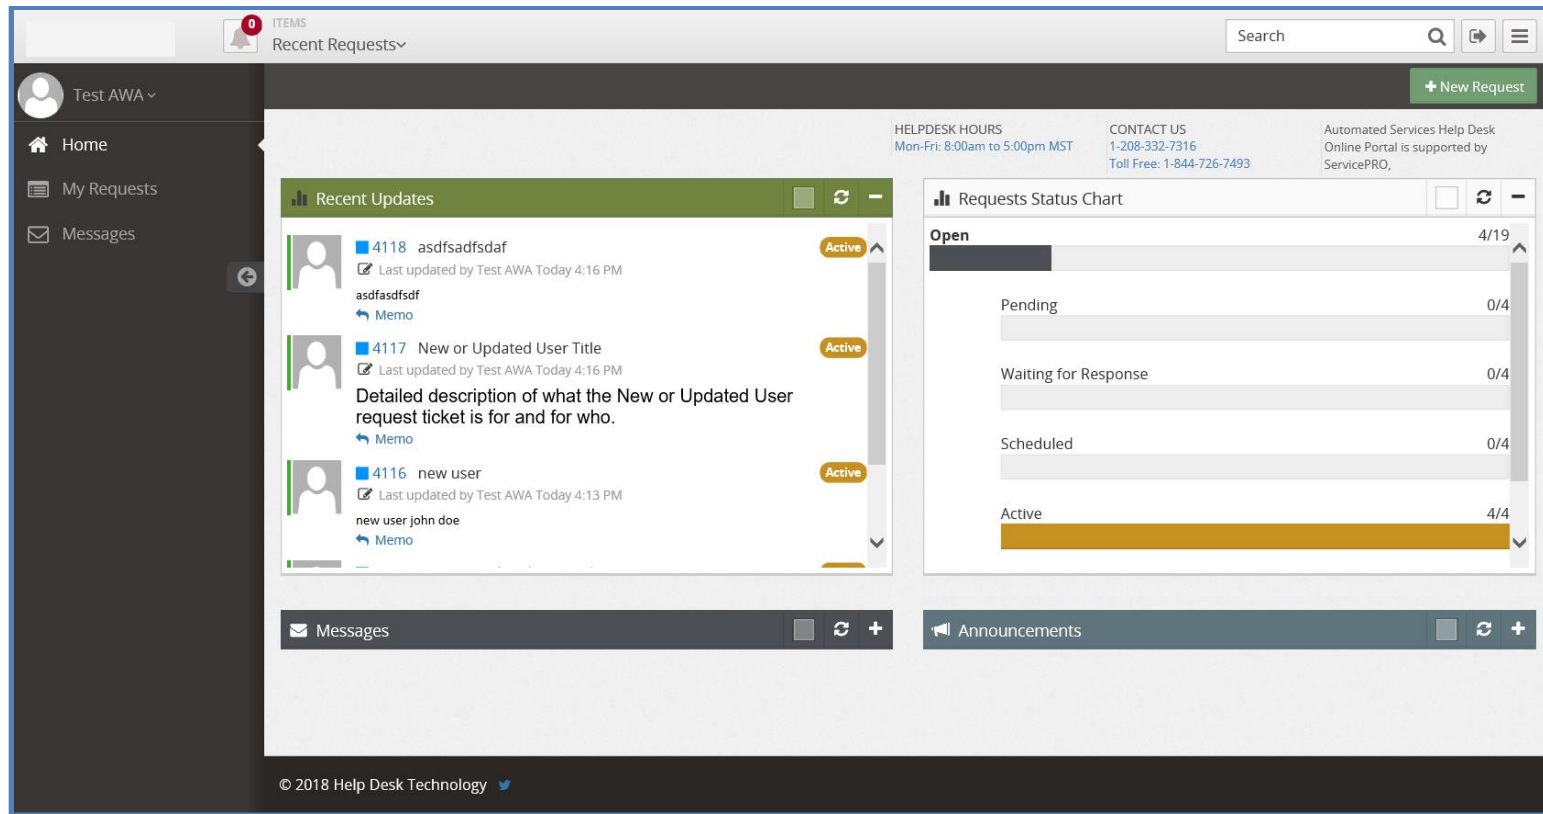 0
ITEMS
Recent Requests
Search
Test AWA
+ New Request
Home
My Requests
Messages
HELPDESK HOURS
Mon-Fri: 8:00am to 5:00pm MST
CONTACT US
1-208-332-7316
Toll Free: 1-844-726-7493
Automated Services Help Desk
Online Portal is supported by
ServicePRO,
Recent Updates
4118 asdfsadfsdaf
Active
Last updated by Test AWA Today 4:16 PM
asdfasdfsdf
Memo
4117 New or Updated User Title
Active
Last updated by Test AWA Today 4:16 PM
Detailed description of what the New or Updated User
request ticket is for and for who.
Memo
4116 new user
Active
Last updated by Test AWA Today 4:13 PM
new user john doe
Memo
Requests Status Chart
Open 4/19
Pending 0/4
Waiting for Response 0/4
Scheduled 0/4
Active 4/4
Messages
Announcements
© 2018 Help Desk Technology